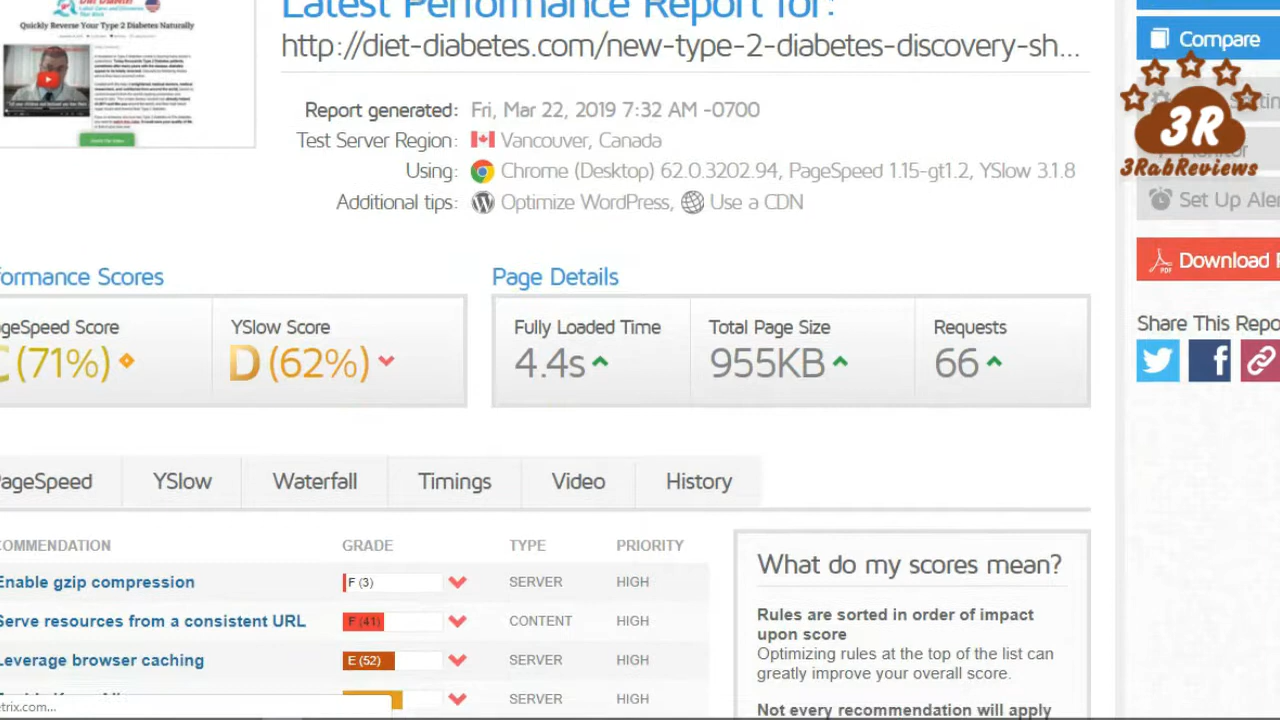 Latest Performance Report for:
http://diet-diabetes.com/new-type-2-diabetes-discovery-sh...
Quickly Reverse Your Type 2 Diabetes Naturally
Report generated: Fri, Mar 22, 2019 7:32 AM -0700
Test Server Region: Vancouver, Canada
Using: Chrome (Desktop) 62.0.3202.94, PageSpeed 1.15-gt1.2, YSlow 3.1.8
Additional tips: Optimize WordPress, Use a CDN
Compare
3R
3RabReviews
Set Up Aler
Download
Share This Repo
formance Scores
Page Details
geSpeed Score
YSlow Score
Fully Loaded Time
Total Page Size
Requests
C (71%)
D (62%)
4.4s
955KB
66
ageSpeed
YSlow
Waterfall
Timings
Video
History
COMMENDATION GRADE TYPE PRIORITY
Enable gzip compression F (3) SERVER HIGH
Serve resources from a consistent URL F (41) CONTENT HIGH
Leverage browser caching E (52) SERVER HIGH
SERVER HIGH
etrix.com...
What do my scores mean?
Rules are sorted in order of impact
upon score
Optimizing rules at the top of the list can
greatly improve your overall score.
Not every recommendation will apply